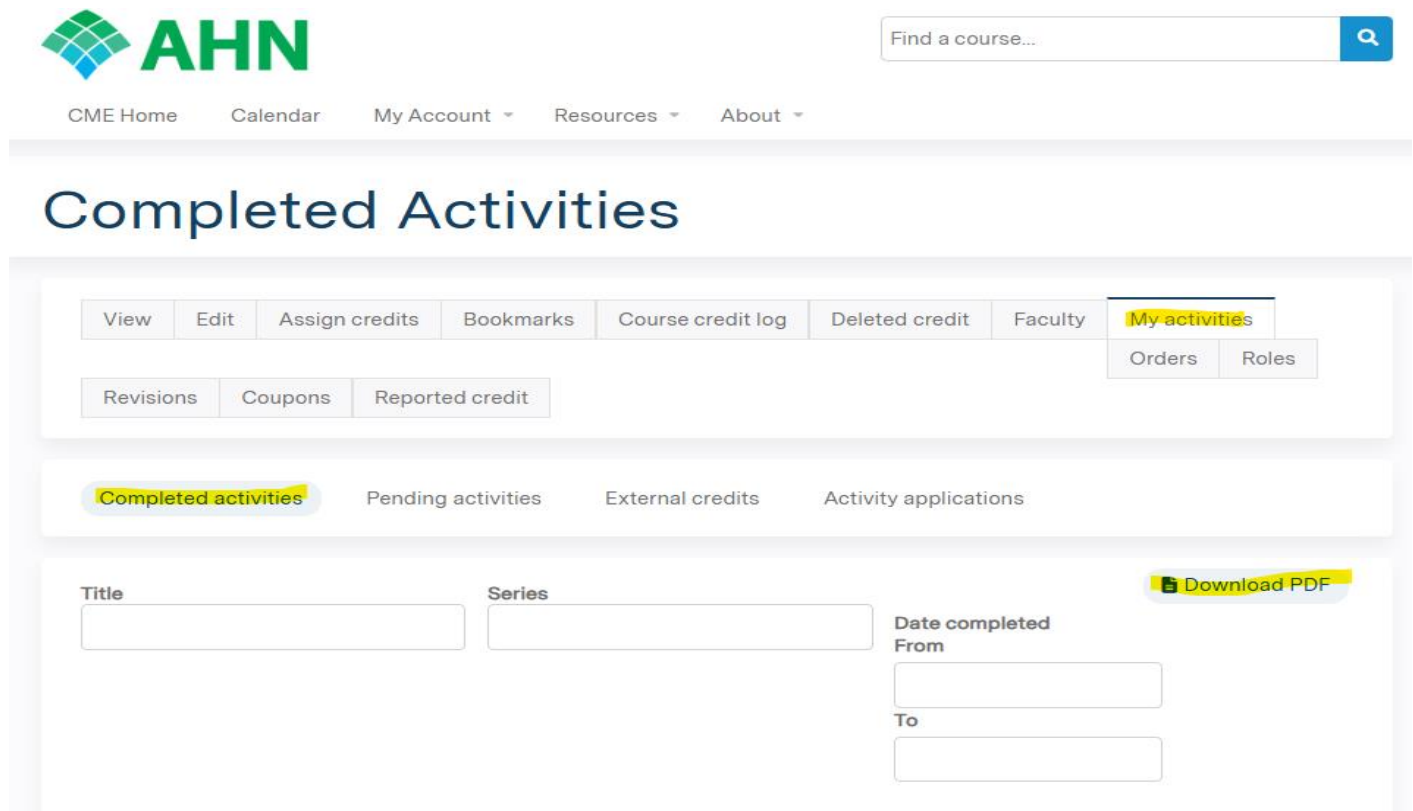 AHN
Find a course...
CME Home Calendar My Account Resources About
Completed Activities
View Edit Assign credits Bookmarks Course credit log Deleted credit Faculty My activities
Orders Roles
Revisions Coupons Reported credit
Completed activities Pending activities External credits Activity applications
Download PDF
Title Series
Date completed
From
To